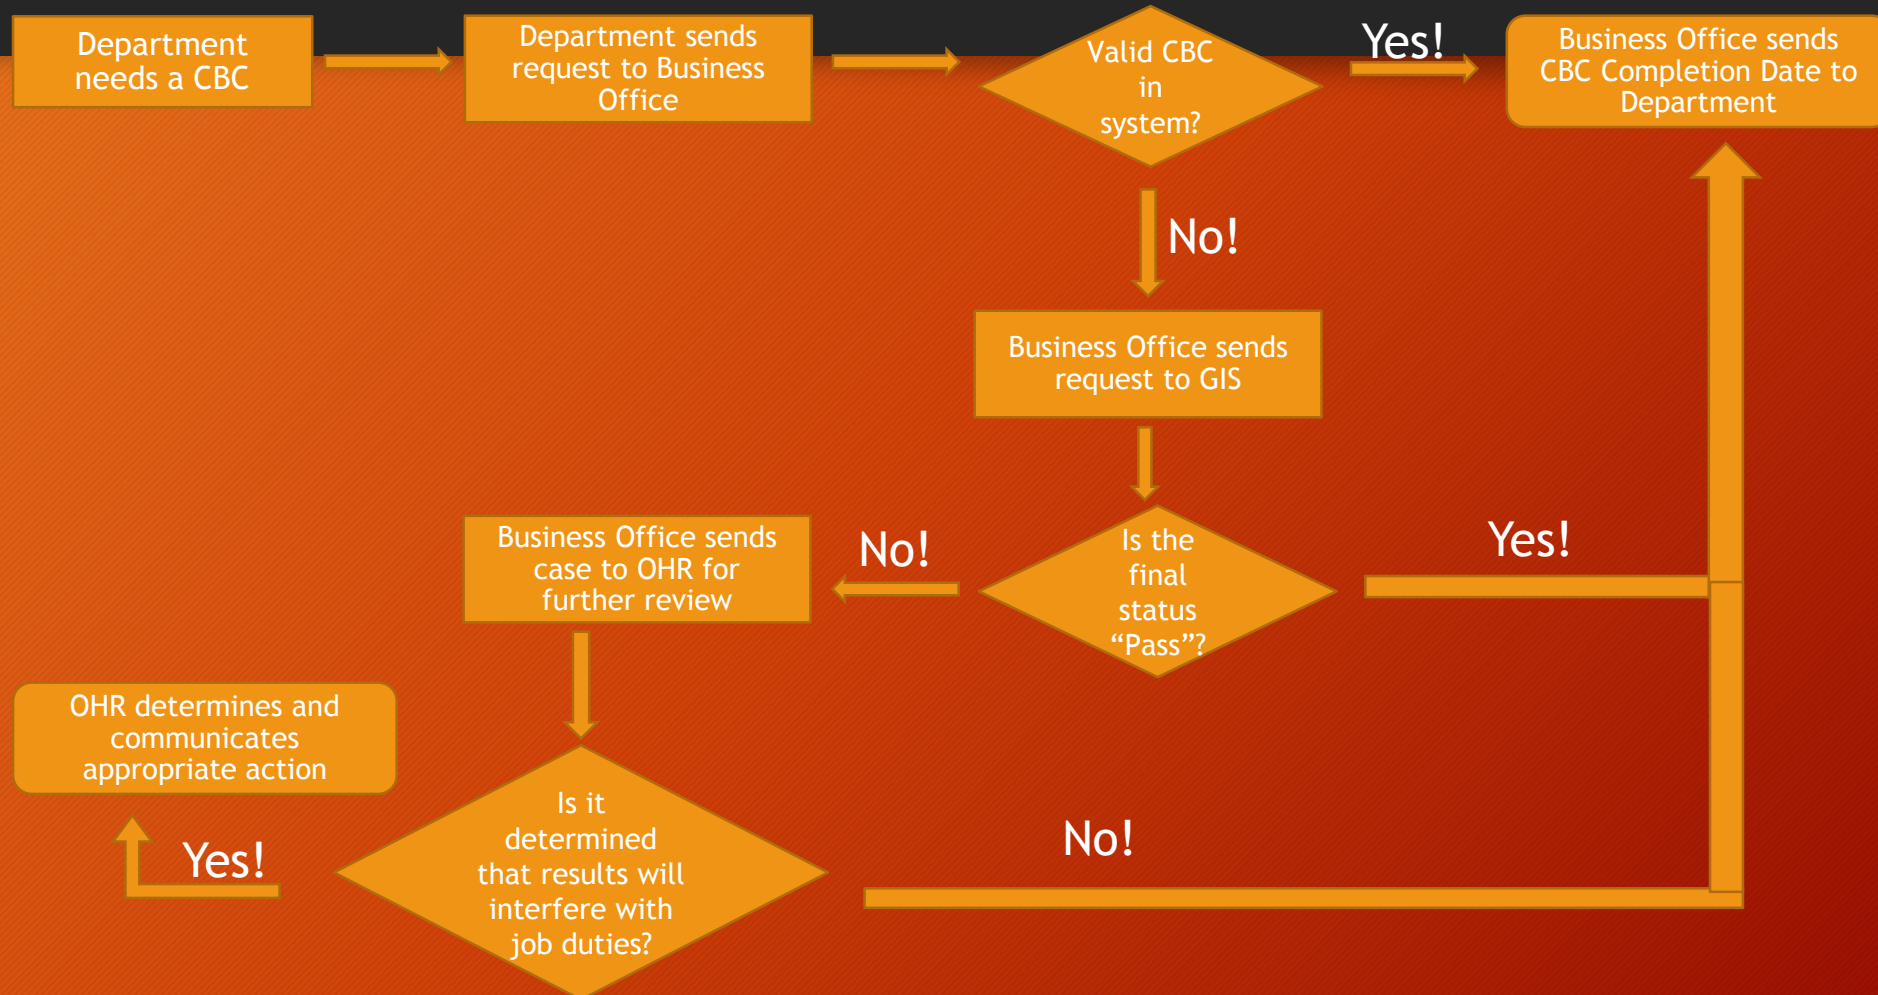 Department
needs a CBC
Department sends
request to Business
Office
Valid CBC
in
system?
Yes!
Business Office sends
CBC Completion Date to
Department
No!
Business Office sends
request to GIS
Business Office sends
case to OHR for
further review
No!
Is the
final
status
“Pass”?
Yes!
OHR determines and
communicates
appropriate action
Yes!
Is it
determined
that results will
interfere with
job duties?
No!